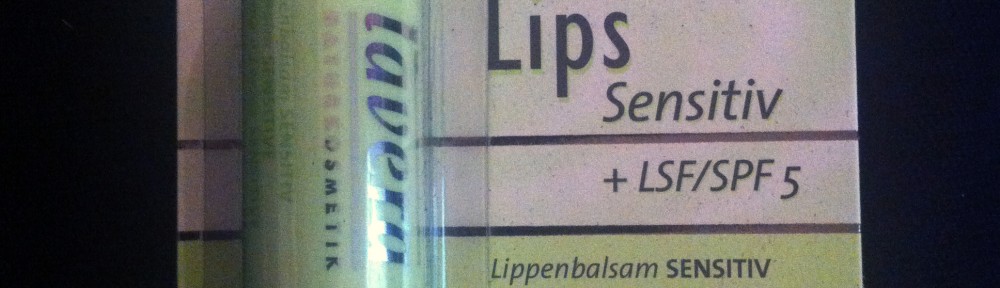 Lips
Sensitiv
+ LSF/SPF 5
Lippenbalsam SENSITIV
lavera
NATURKOSMETIK